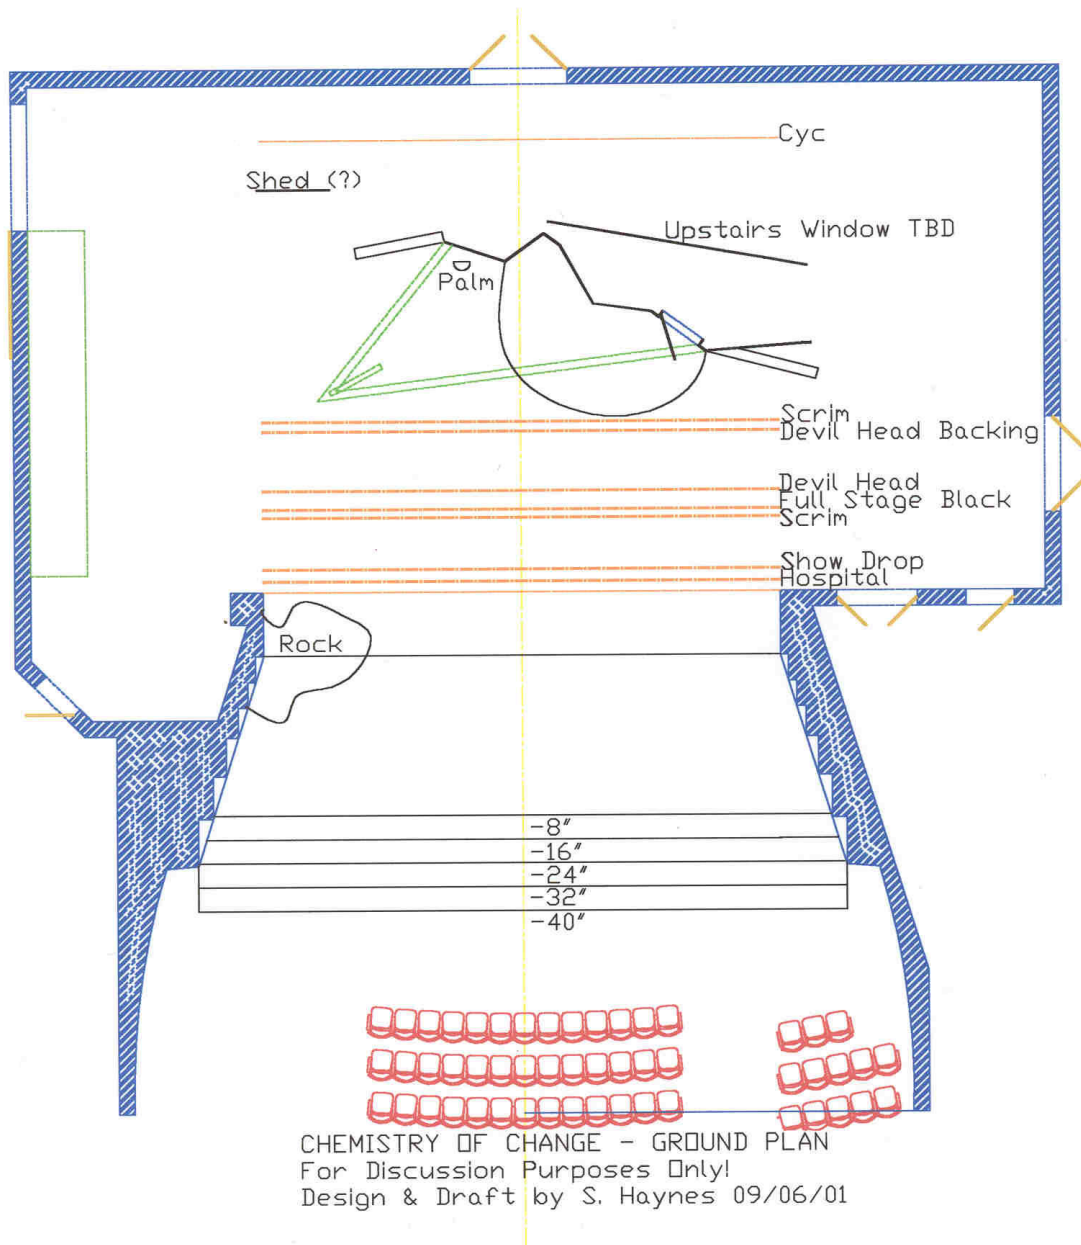 Cyc
Shed (?)
Upstairs Window TBD
Palm
Scrim
Devil Head Backing
Devil Head
Full Stage Black
Scrim
Show Drop
Hospital
Rock
-8"
-16"
-24"
-32"
-40"
CHEMISTRY OF CHANGE - GROUND PLAN
For Discussion Purposes Only!
Design & Draft by S. Haynes 09/06/01